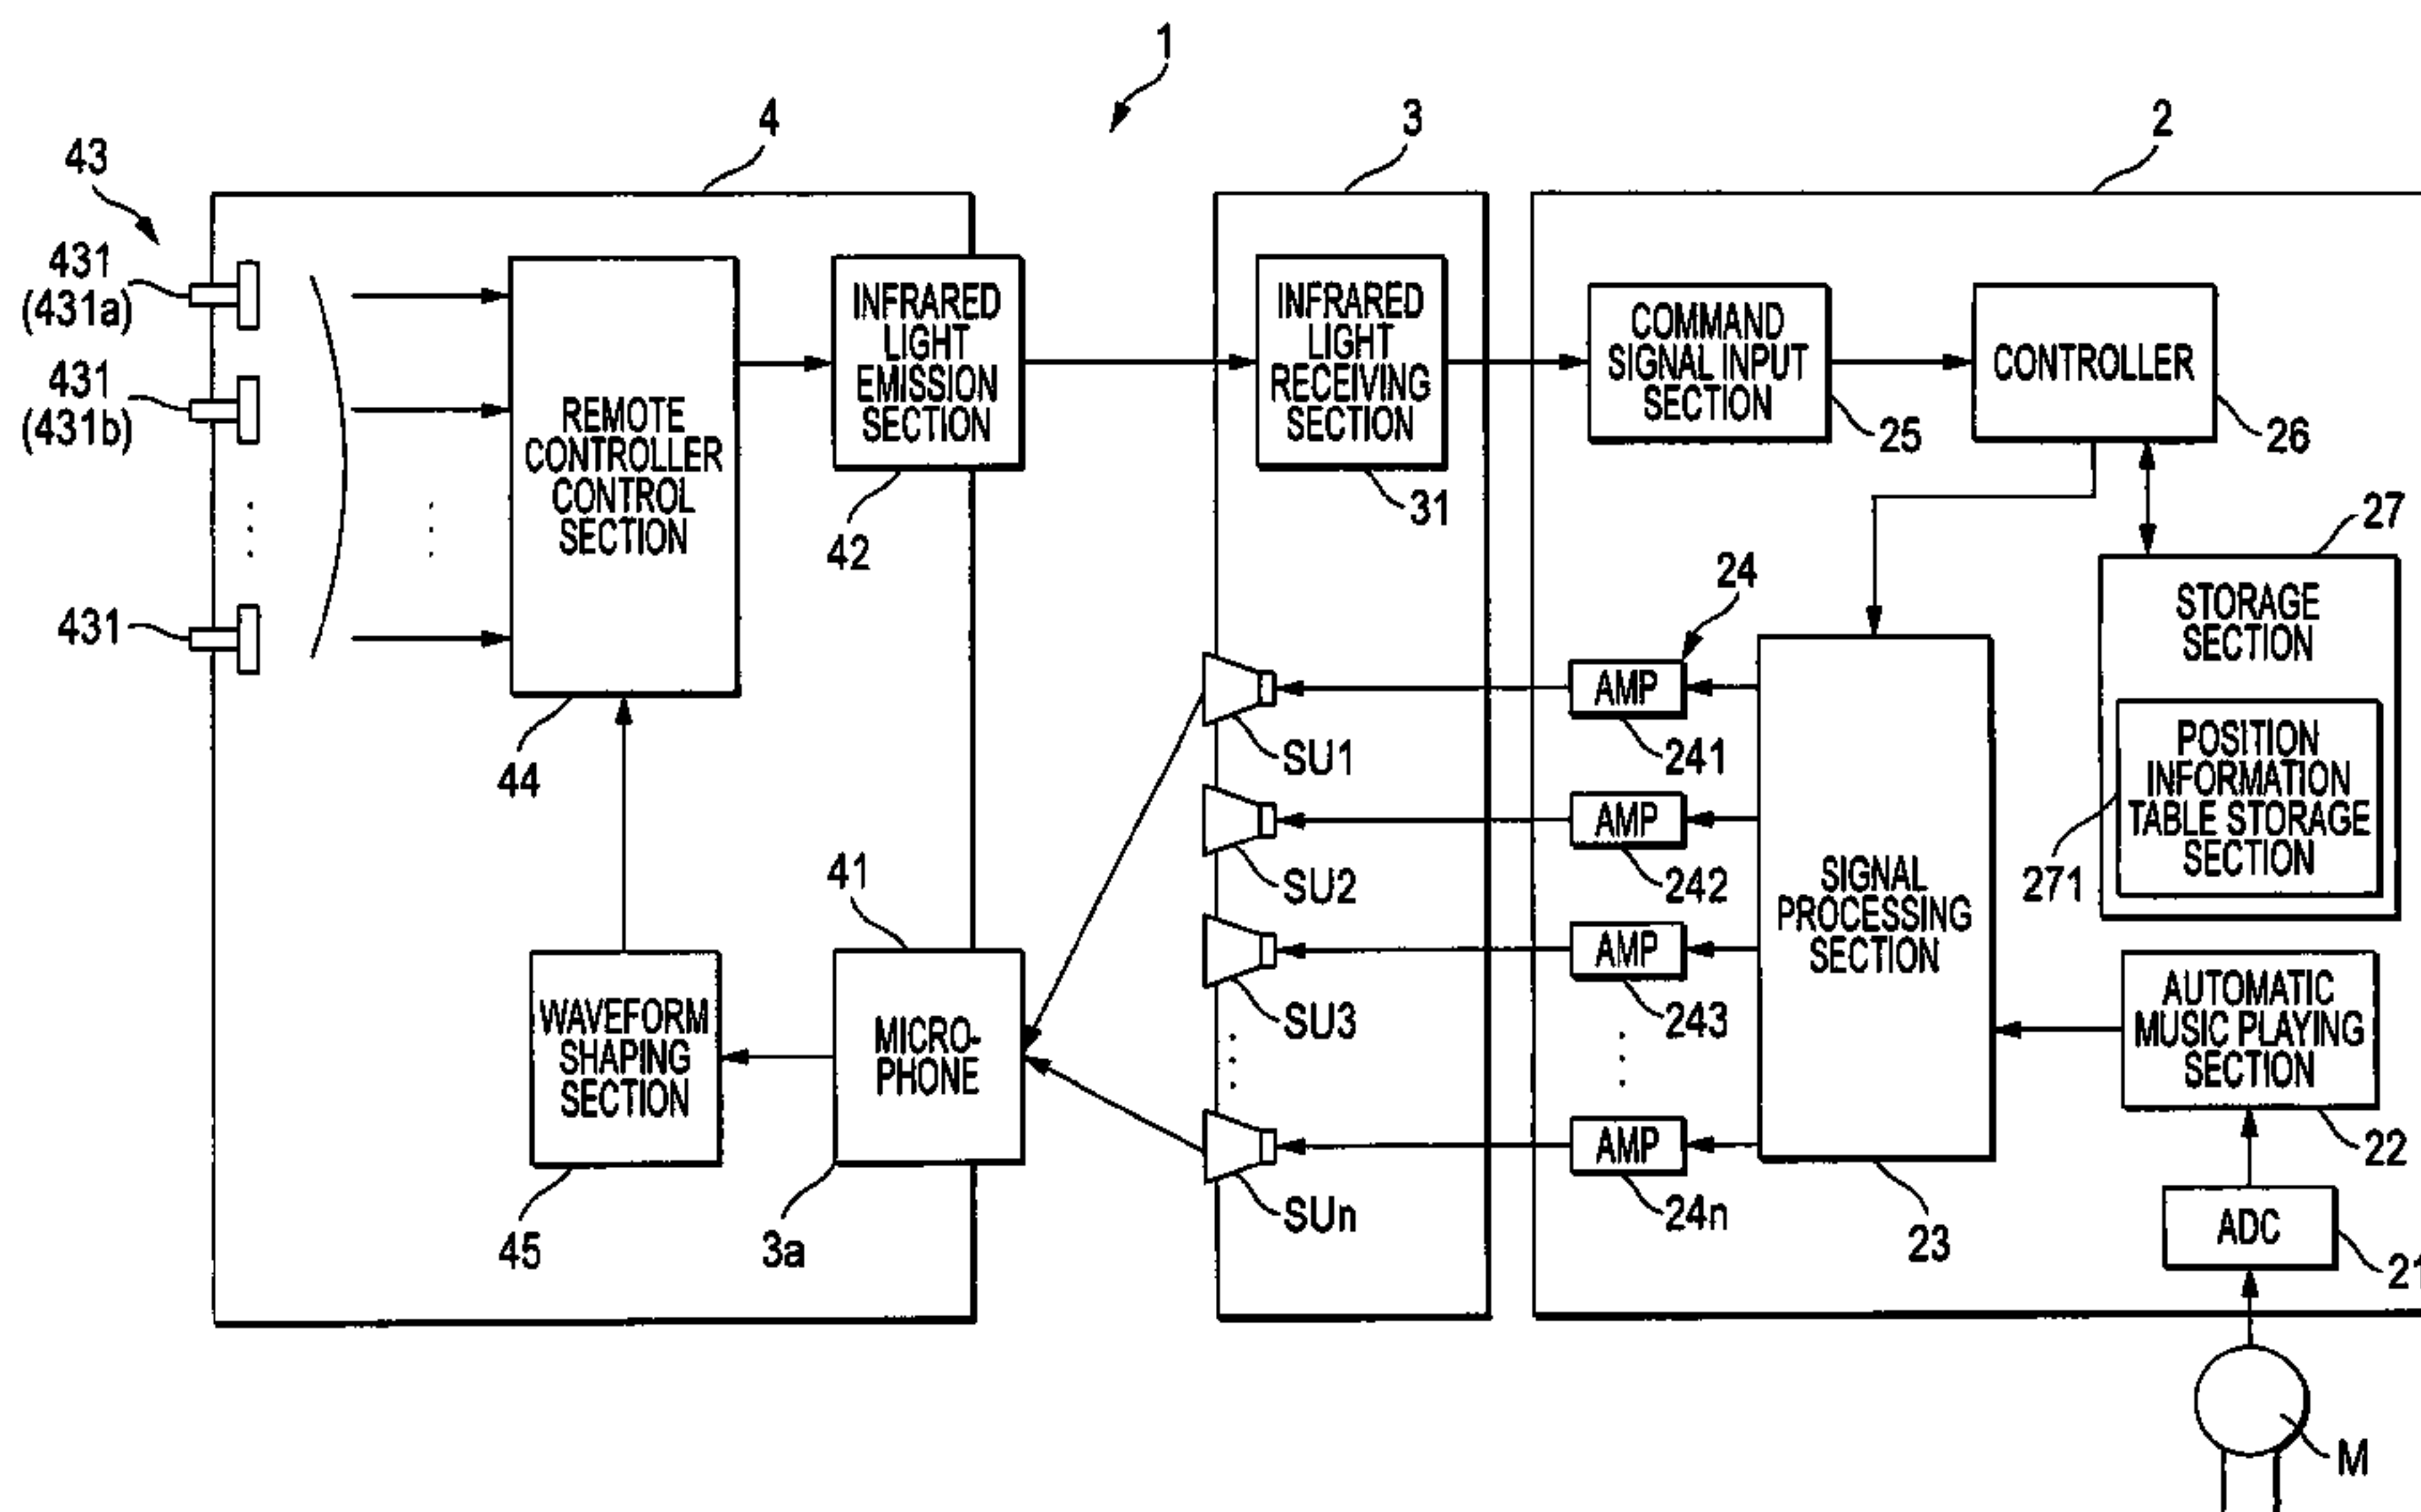 1
4
3
2
43
431
(431a)
431
(431b)
431
REMOTE
CONTROLLER
CONTROL
SECTION
44
INFRARED
LIGHT
EMISSION
SECTION
42
INFRARED
LIGHT
RECEIVING
SECTION
31
COMMAND
SIGNAL INPUT
SECTION
25
CONTROLLER
26
27
STORAGE
SECTION
POSITION
INFORMATION
TABLE STORAGE
SECTION
271
24
AMP
241
AMP
242
AMP
243
AMP
24n
SU1
SU2
SU3
SUn
SIGNAL
PROCESSING
SECTION
23
AUTOMATIC
MUSIC PLAYING
SECTION
22
ADC
21
M
41
MICRO-
PHONE
3a
WAVEFORM
SHAPING
SECTION
45